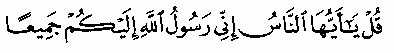 قُلْ يَٰٓأَيُّهَا ٱلنَّاسُ إِنِّى رَسُولُ ٱللَّهِ إِلَيْكُمْ جَمِيعًا